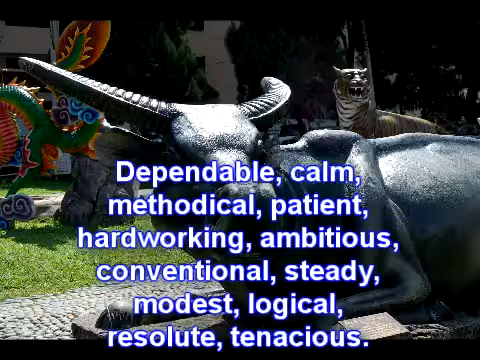 Dependable, calm,
methodical, patient,
hardworking, ambitious,
conventional, steady,
modest, logical,
resolute, tenacious.